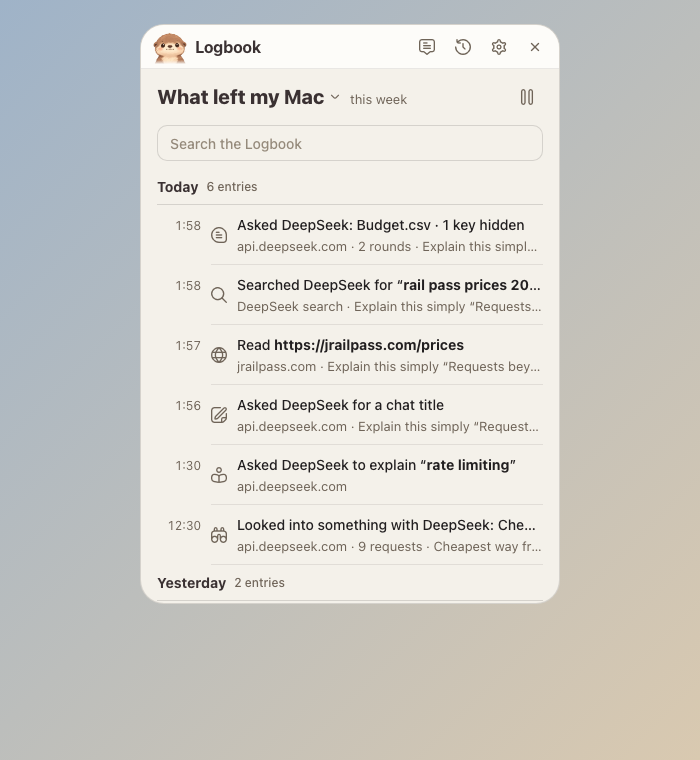 Logbook
What left my Mac this week
Search the Logbook
Today 6 entries
1:58 Asked DeepSeek: Budget.csv · 1 key hidden
api.deepseek.com · 2 rounds · Explain this simpl…
1:58 Searched DeepSeek for “rail pass prices 20…
DeepSeek search · Explain this simply “Requests…
1:57 Read https://jrailpass.com/prices
jrailpass.com · Explain this simply “Requests bey…
1:56 Asked DeepSeek for a chat title
api.deepseek.com · Explain this simply “Request…
1:30 Asked DeepSeek to explain “rate limiting”
api.deepseek.com
12:30 Looked into something with DeepSeek: Che…
api.deepseek.com · 9 requests · Cheapest way fr…
Yesterday 2 entries